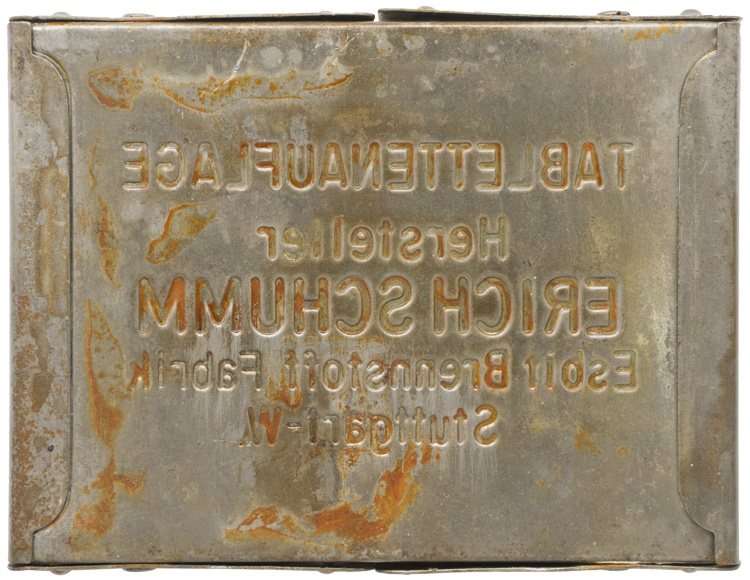 TABLETTENAUFLAGE
Hersteller
ERICH SCHUMM
Esbit Brennstoff Fabrik
Stuttgart-W.